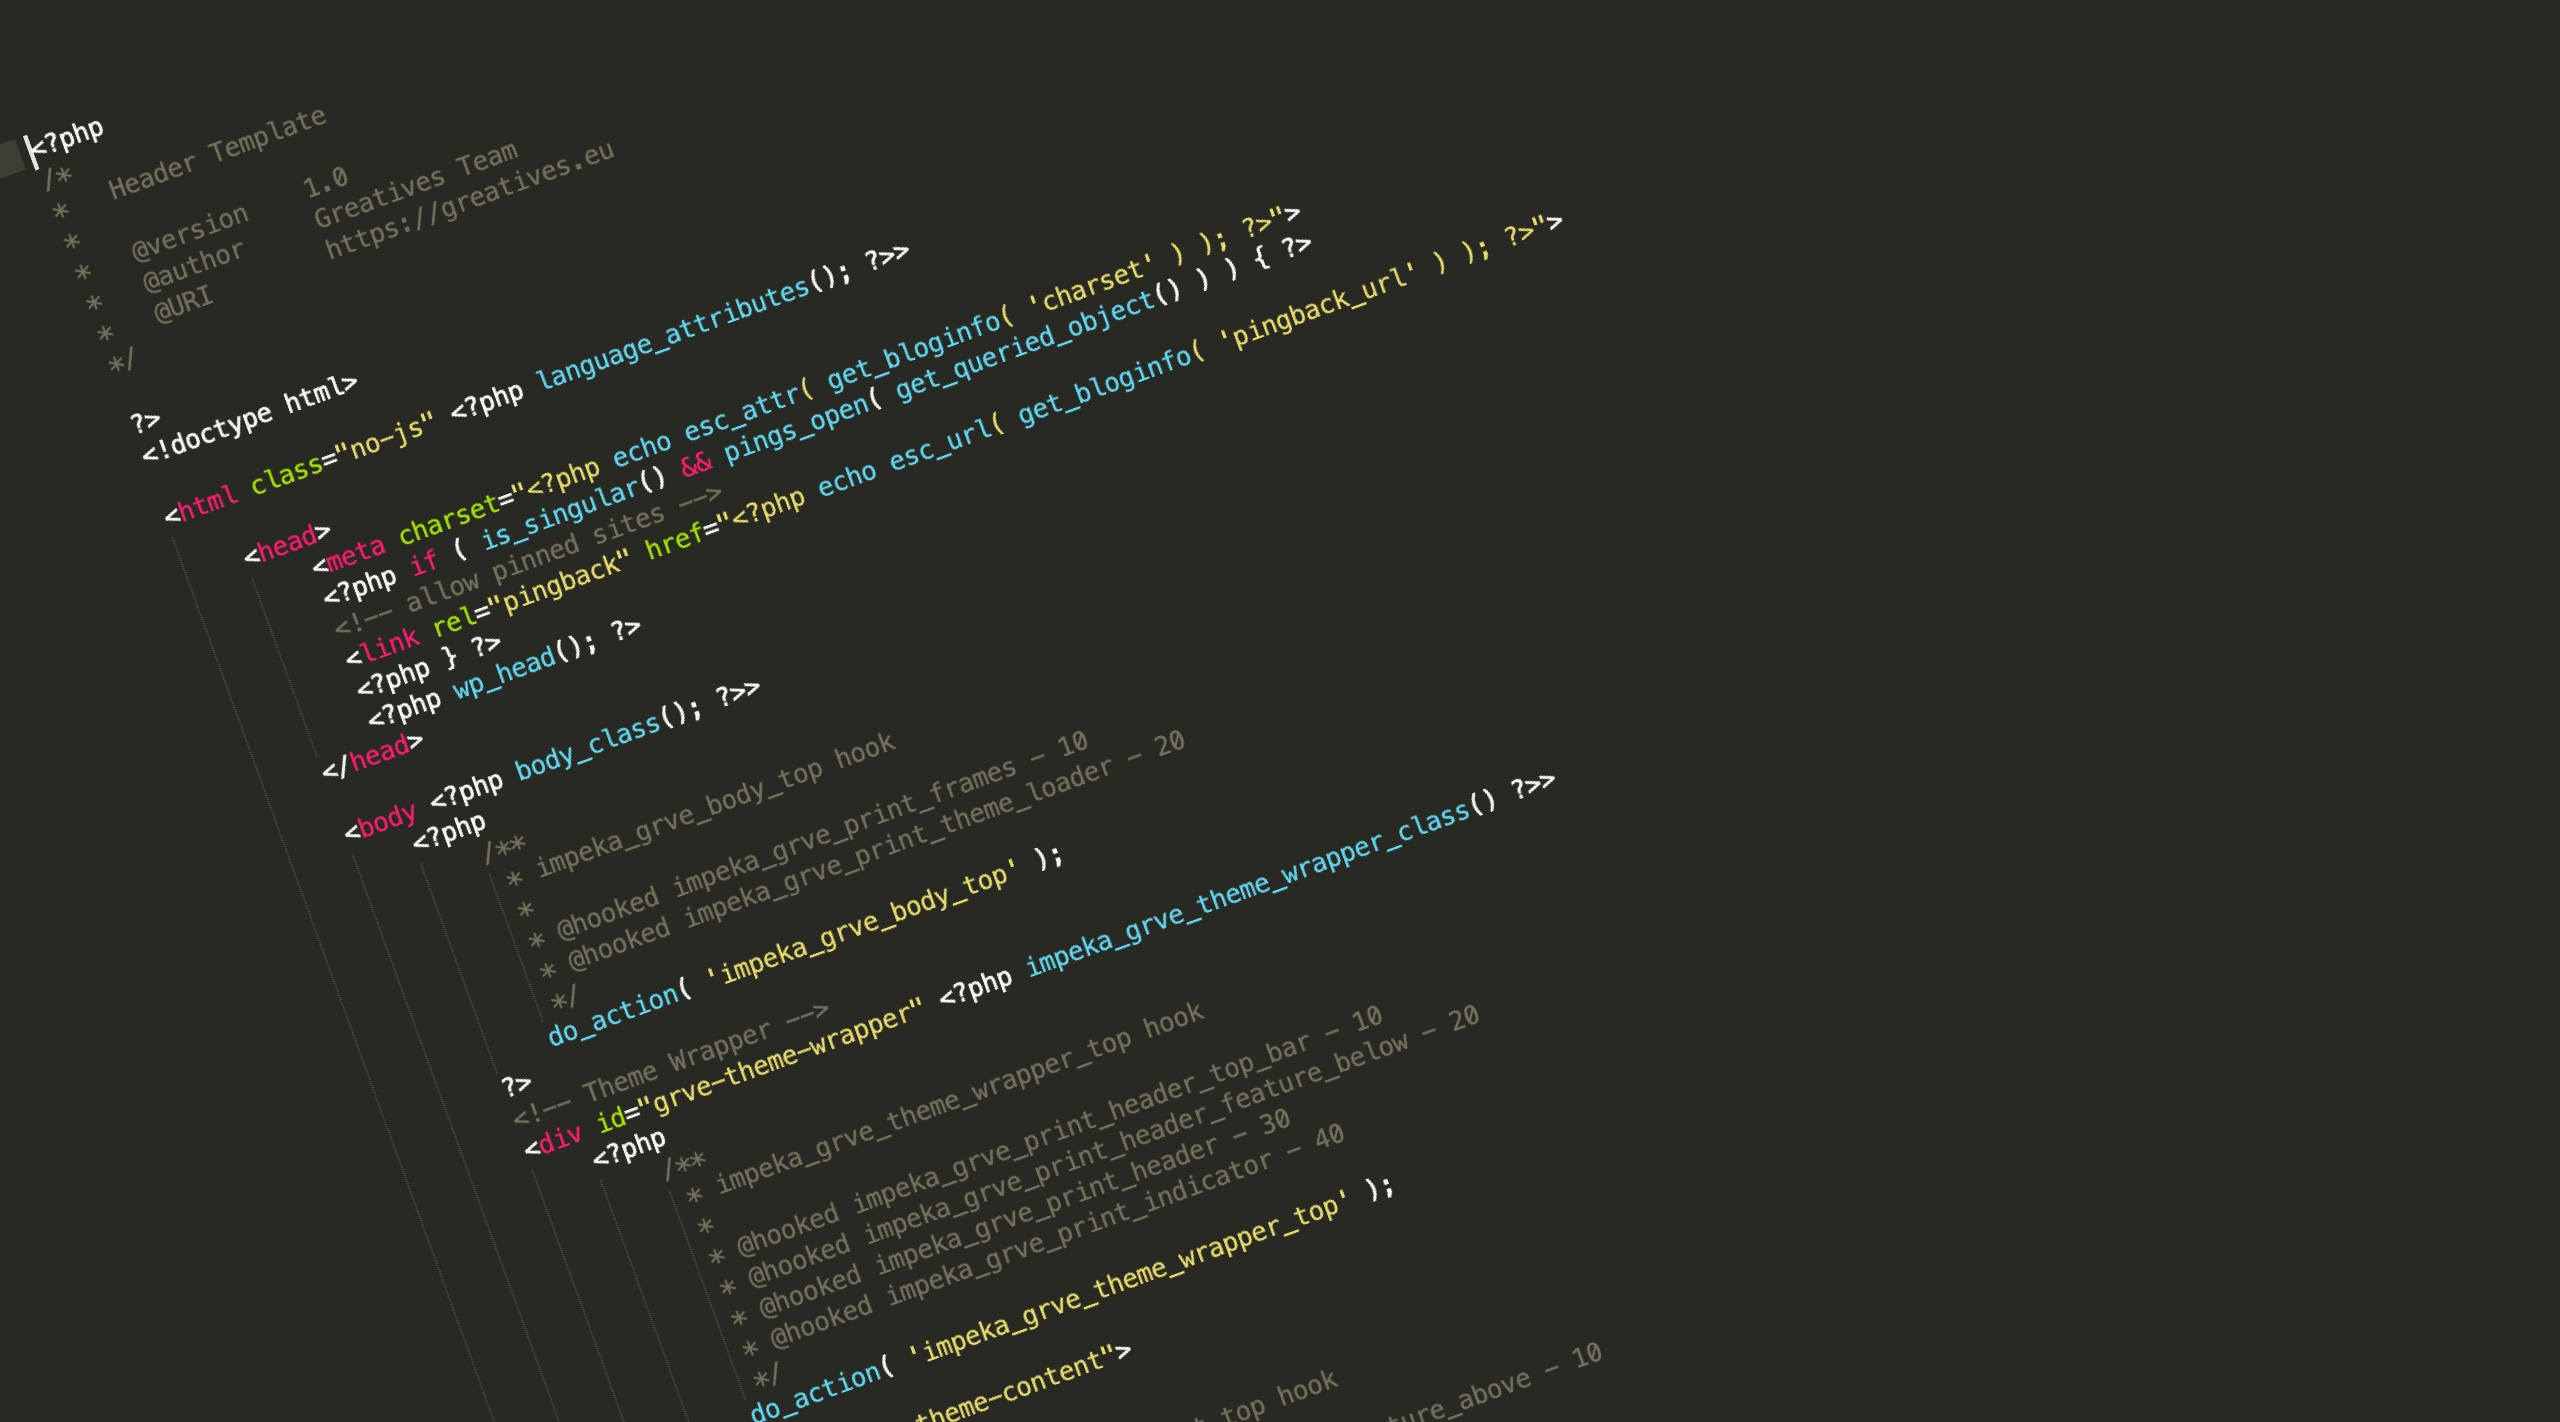 <?php
/*
*   Header Template
*
*   @version    1.0
*   @author     Greatives Team
*   @URI        https://greatives.eu
*/
?>
<!doctype html>
<html class="no-js" <?php language_attributes(); ?>>
<head>
<meta charset="<?php echo esc_attr( get_bloginfo( 'charset' ) ); ?>">
<?php if ( is_singular() && pings_open( get_queried_object() ) ) { ?>
<!-- allow pinned sites -->
<link rel="pingback" href="<?php echo esc_url( get_bloginfo( 'pingback_url' ) ); ?>">
<?php } ?>
<?php wp_head(); ?>
</head>
<body <?php body_class(); ?>>
<?php
/**
* impeka_grve_body_top hook
*
* @hooked impeka_grve_print_frames - 10
* @hooked impeka_grve_print_theme_loader - 20
*/
do_action( 'impeka_grve_body_top' );
?>
<!-- Theme Wrapper -->
<div id="grve-theme-wrapper" <?php impeka_grve_theme_wrapper_class() ?>>
<?php
/**
* impeka_grve_theme_wrapper_top hook
*
* @hooked impeka_grve_print_header_top_bar - 10
* @hooked impeka_grve_print_header_feature_below - 20
* @hooked impeka_grve_print_header - 30
* @hooked impeka_grve_print_indicator - 40
*/
do_action( 'impeka_grve_theme_wrapper_top' );
theme-content">
top hook
ture_above - 10